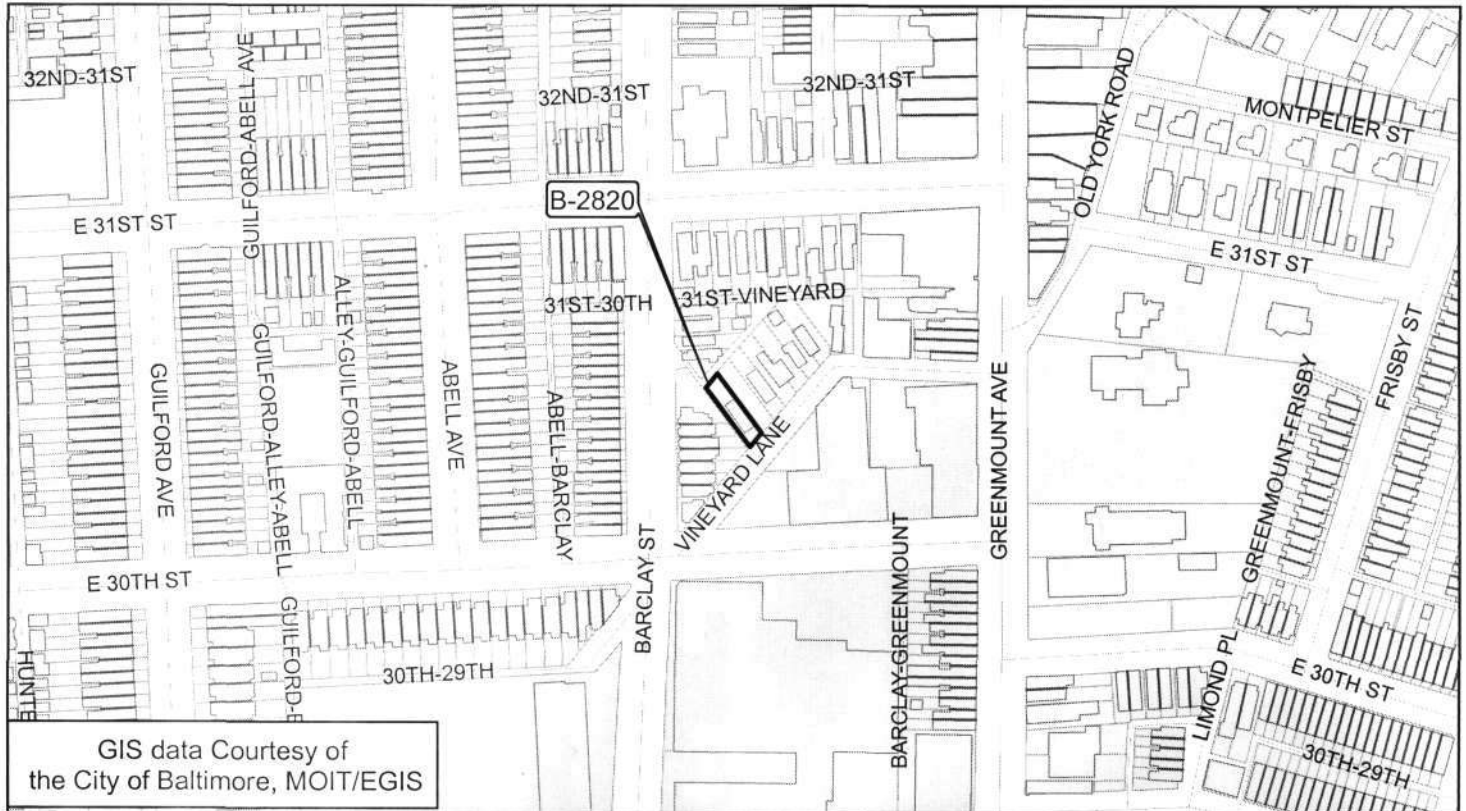 32ND-31ST
GUILFORD-ABELL AVE
32ND-31ST
32ND-31ST
OLD YORK ROAD
MONTPELIER ST
B-2820
E 31ST ST
E 31ST ST
31ST-30TH
31ST-VINEYARD
GUILFORD AVE
GUILFORD-ALLEY-ABELL
ALLEY-GUILFORD-ABELL
ABELL AVE
ABELL-BARCLAY
BARCLAY ST
VINEYARD LANE
GREENMOUNT AVE
GREENMOUNT-FRISBY
FRISBY ST
E 30TH ST
BARCLAY-GREENMOUNT
HUNTE
GUILFORD-E
30TH-29TH
LIMOND PL
E 30TH ST
30TH-29TH
GIS data Courtesy of
the City of Baltimore, MOIT/EGIS